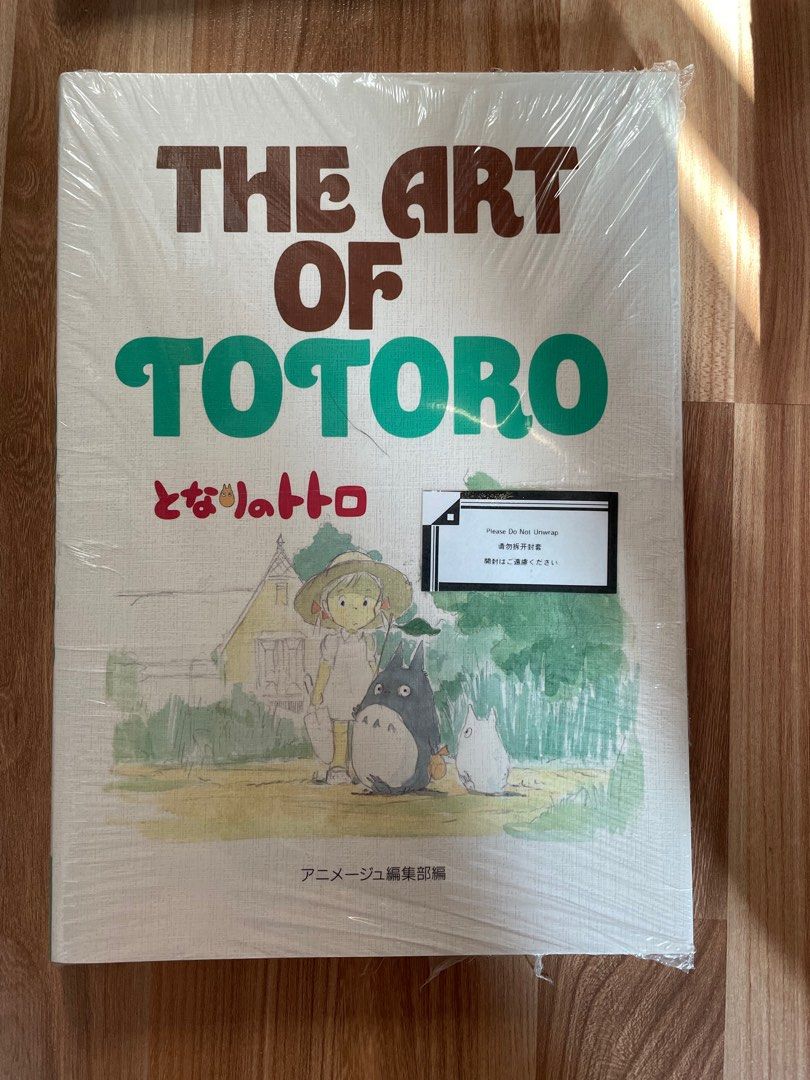 THE ART
OF
TOTORO
となりのトトロ
Please Do Not Unwrap
请勿拆开封套
開封はご遠慮ください
アニメージュ編集部編